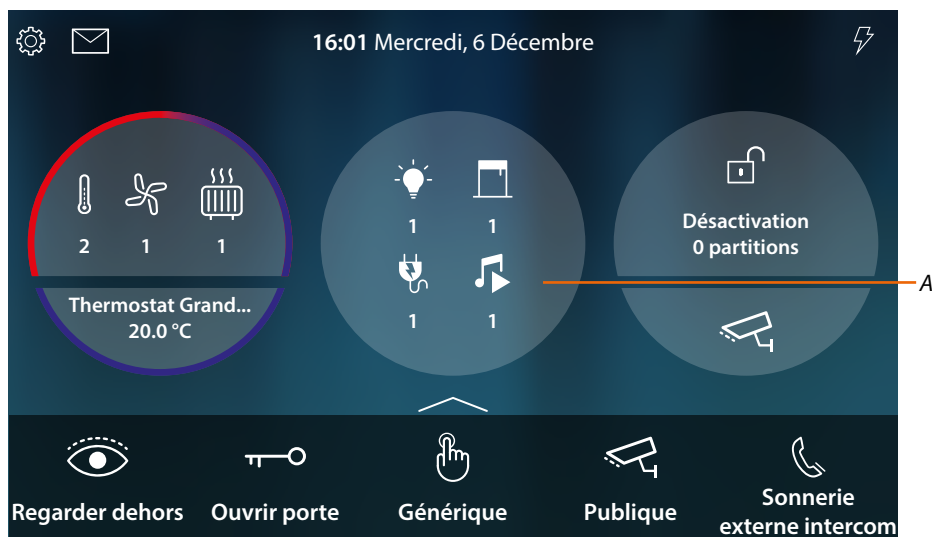 16:01 Mercredi, 6 Décembre
2 1 1
Thermostat Grand...
20.0 °C
1 1
1 1
Désactivation
0 partitions
A
Regarder dehors
Ouvrir porte
Générique
Publique
Sonnerie
externe intercom